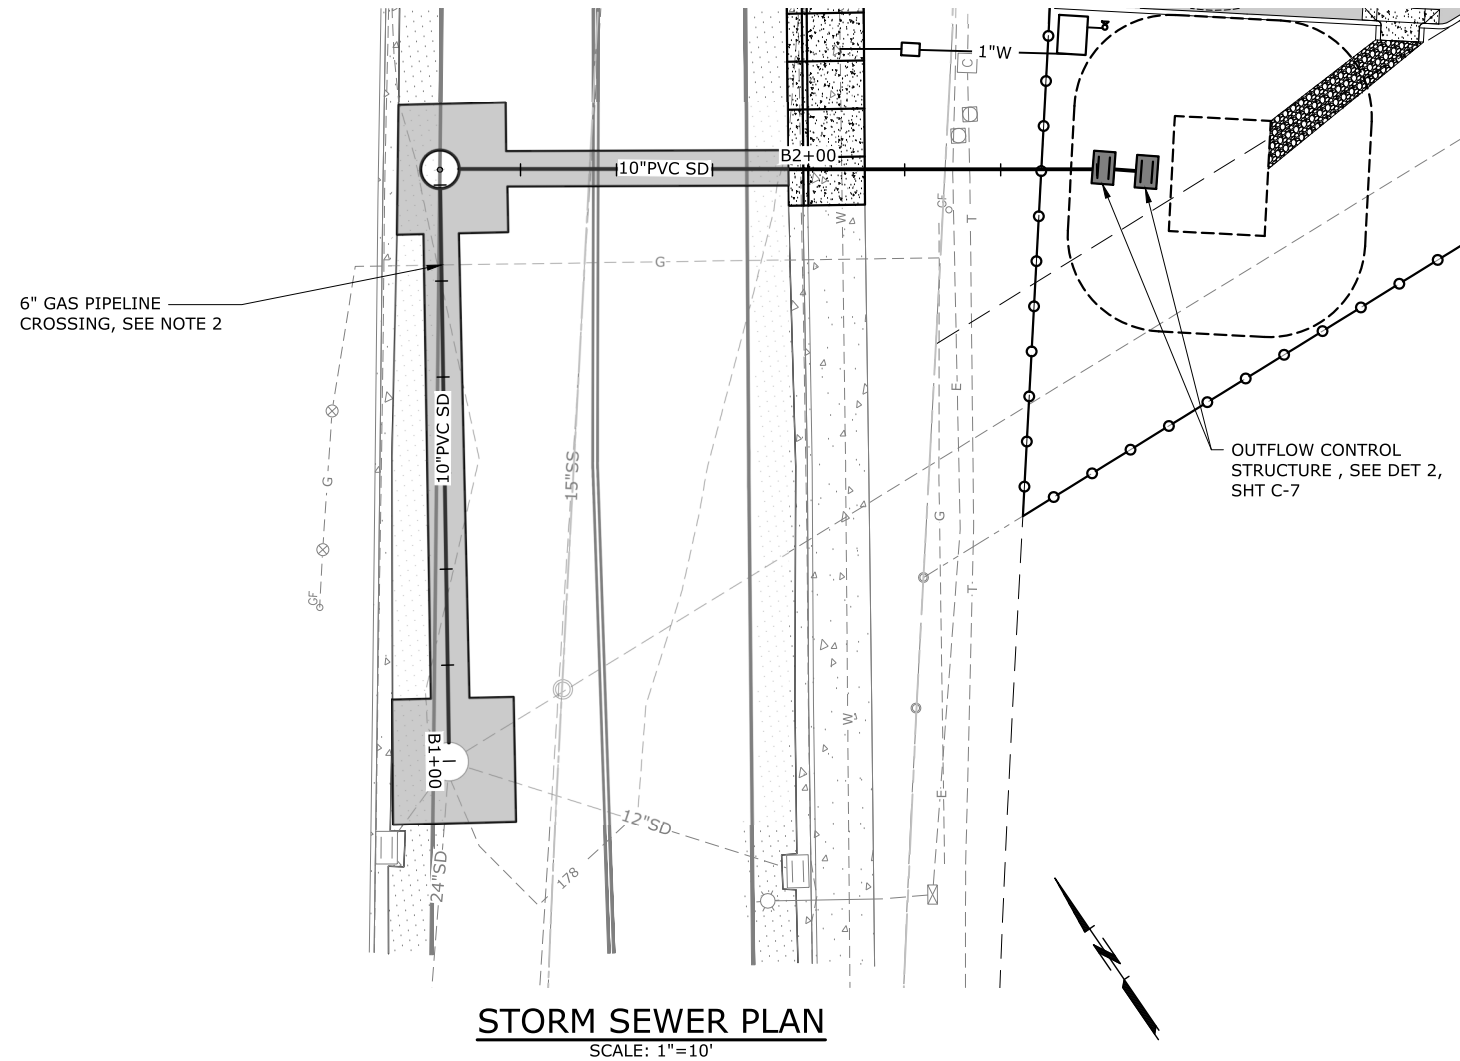 1"W
C
B2+00
10"PVC SD
GF
W
T
G
6" GAS PIPELINE
CROSSING, SEE NOTE 2
E
10"PVC SD
15"SS
G
OUTFLOW CONTROL
STRUCTURE , SEE DET 2,
SHT C-7
G
GF
T
W
B1+00
E
12"SD
24"SD
178
N
STORM SEWER PLAN
SCALE: 1"=10'